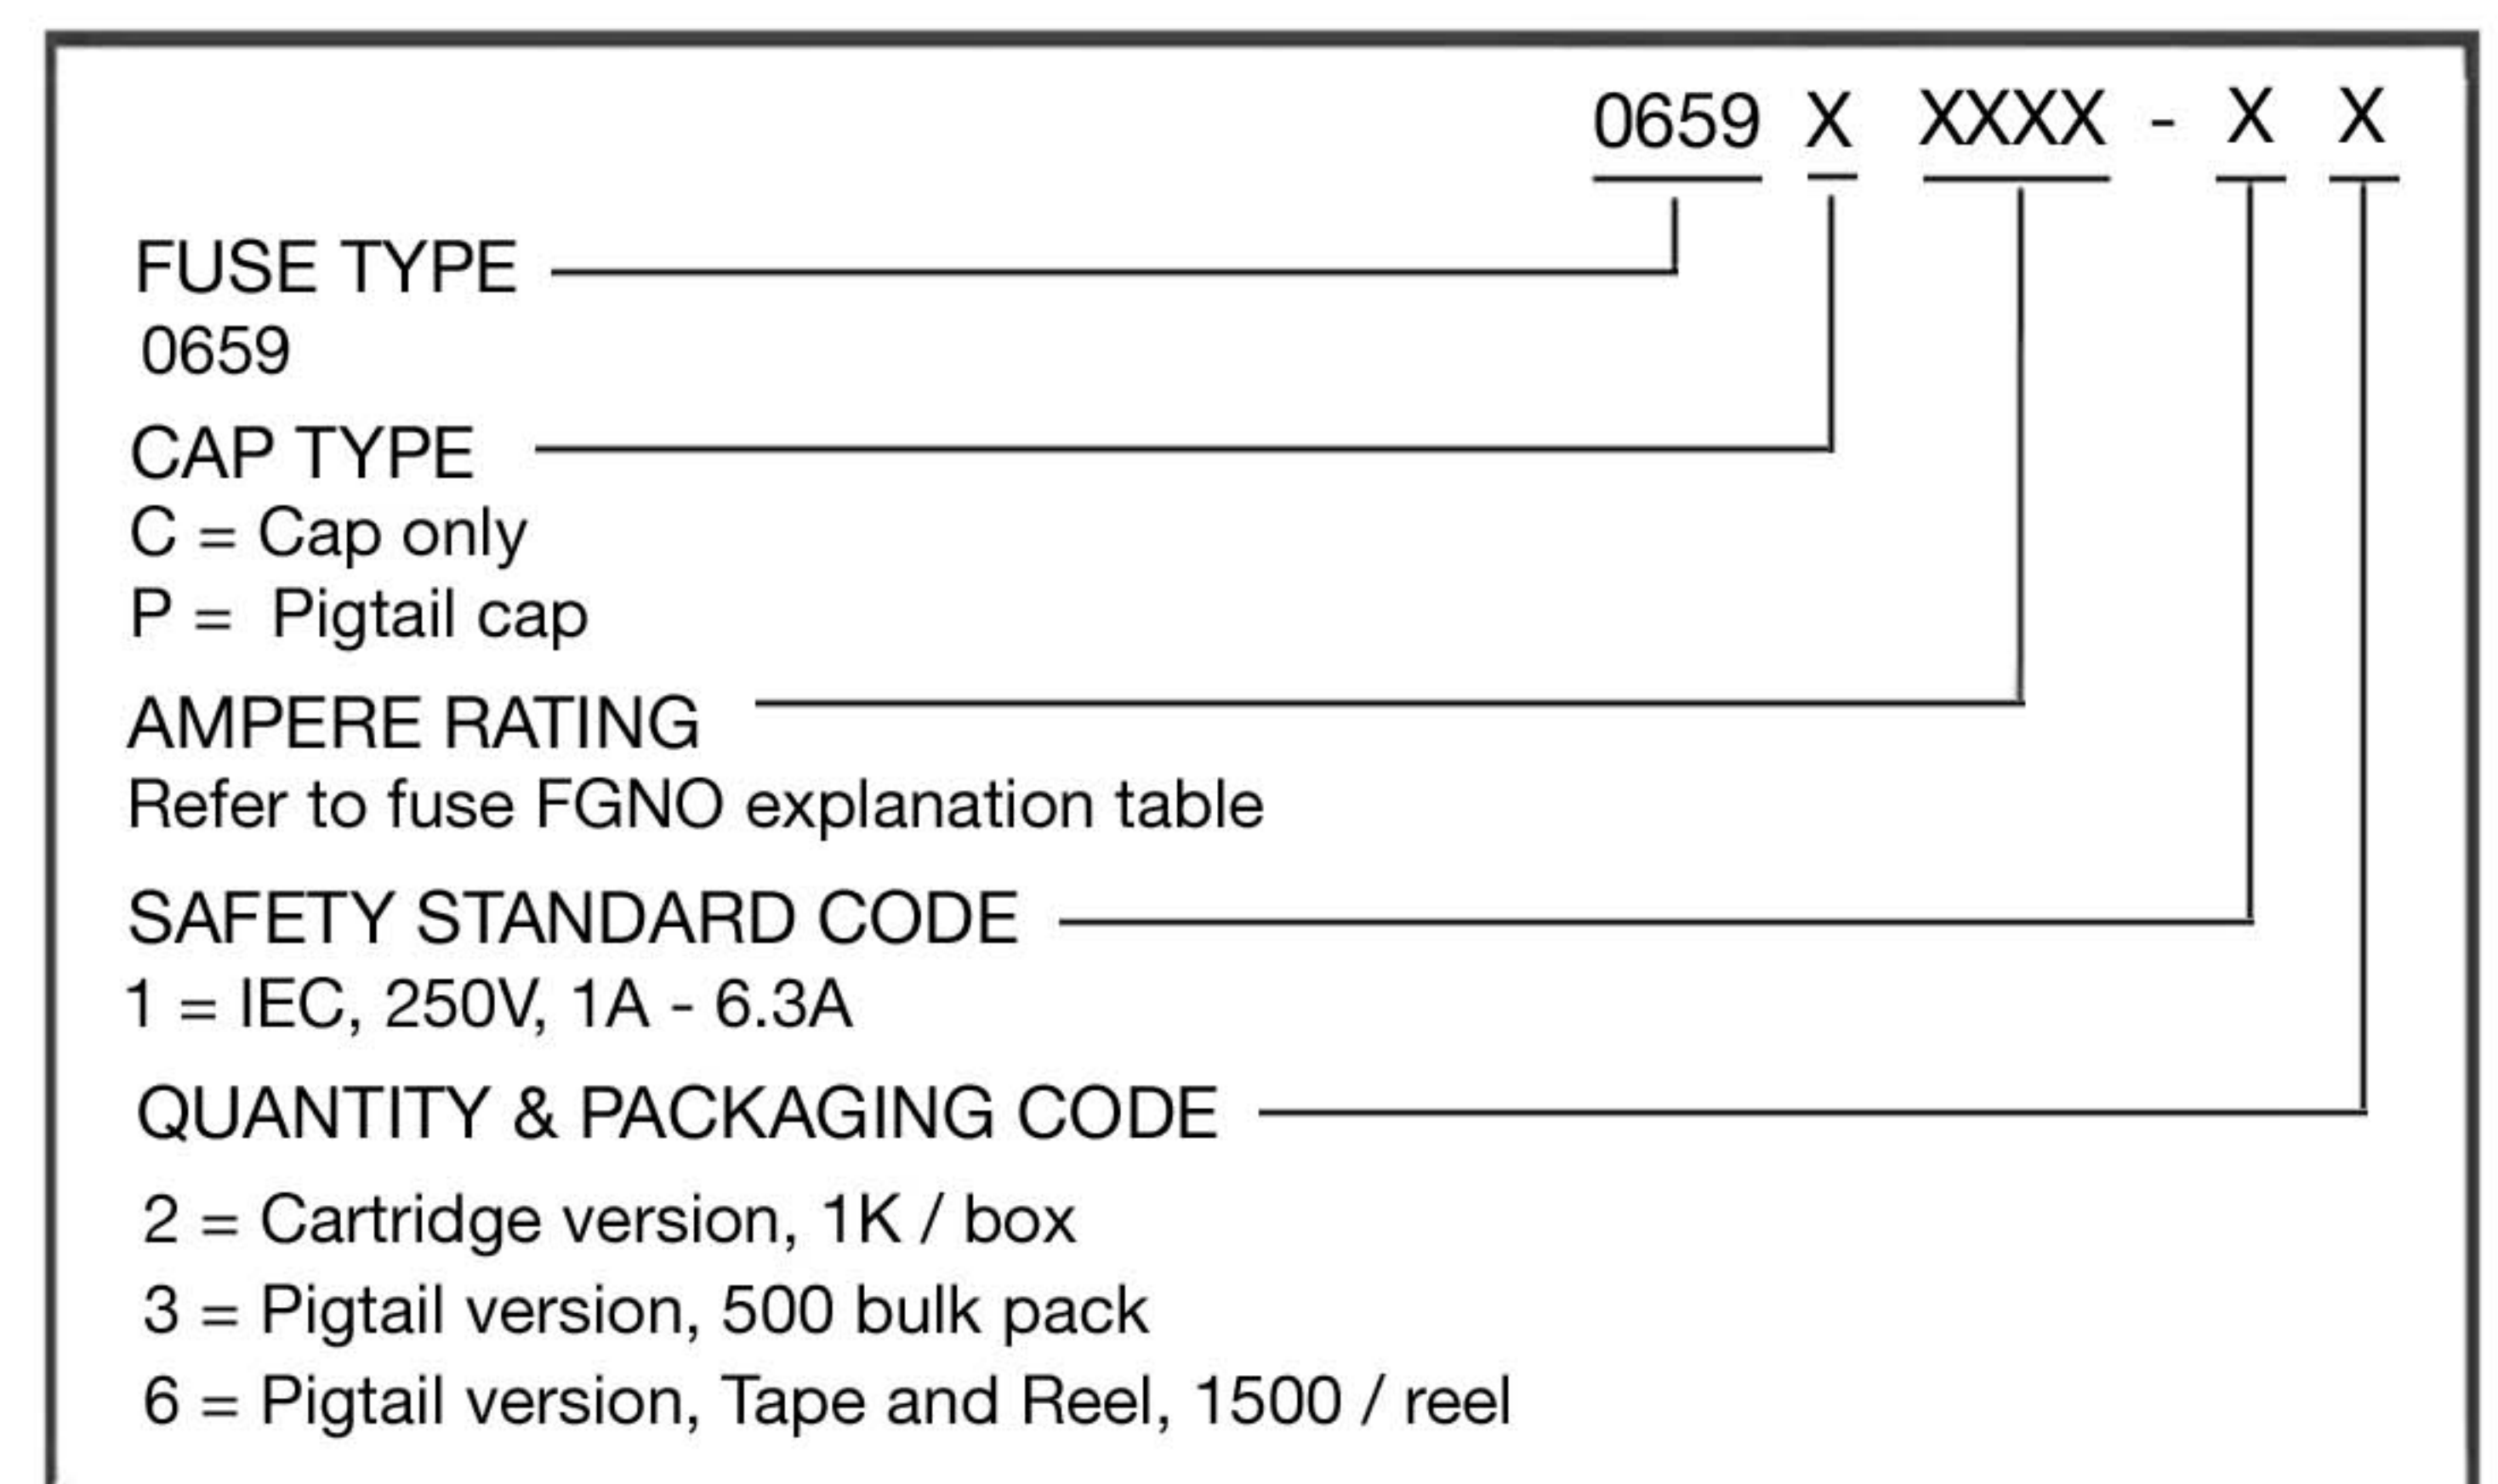 0659 X XXXX - X X
FUSE TYPE
0659
CAP TYPE
C = Cap only
P = Pigtail cap
AMPERE RATING
Refer to fuse FGNO explanation table
SAFETY STANDARD CODE
1 = IEC, 250V, 1A - 6.3A
QUANTITY & PACKAGING CODE
2 = Cartridge version, 1K / box
3 = Pigtail version, 500 bulk pack
6 = Pigtail version, Tape and Reel, 1500 / reel